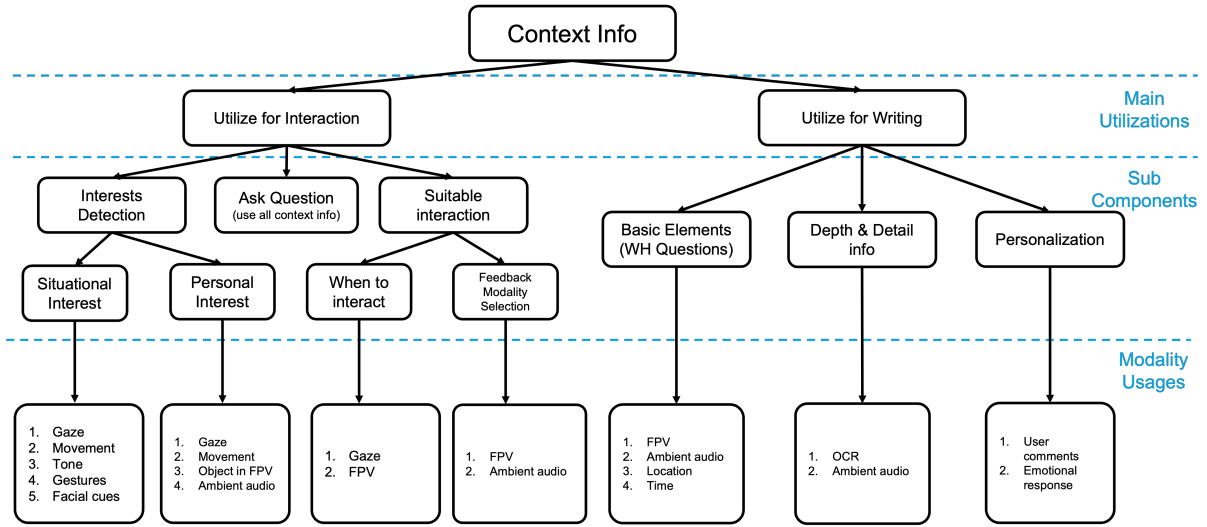 Context Info
Main
Utilizations
Utilize for Interaction
Utilize for Writing
Sub
Components
Interests
Detection
Ask Question
(use all context info)
Suitable
interaction
Basic Elements
(WH Questions)
Depth & Detail
info
Personalization
Situational
Interest
Personal
Interest
When to
interact
Feedback
Modality
Selection
Modality
Usages
1. Gaze
2. Movement
3. Tone
4. Gestures
5. Facial cues
1. Gaze
2. Movement
3. Object in FPV
4. Ambient audio
1. Gaze
2. FPV
1. FPV
2. Ambient audio
1. FPV
2. Ambient audio
3. Location
4. Time
1. OCR
2. Ambient audio
1. User
comments
2. Emotional
response